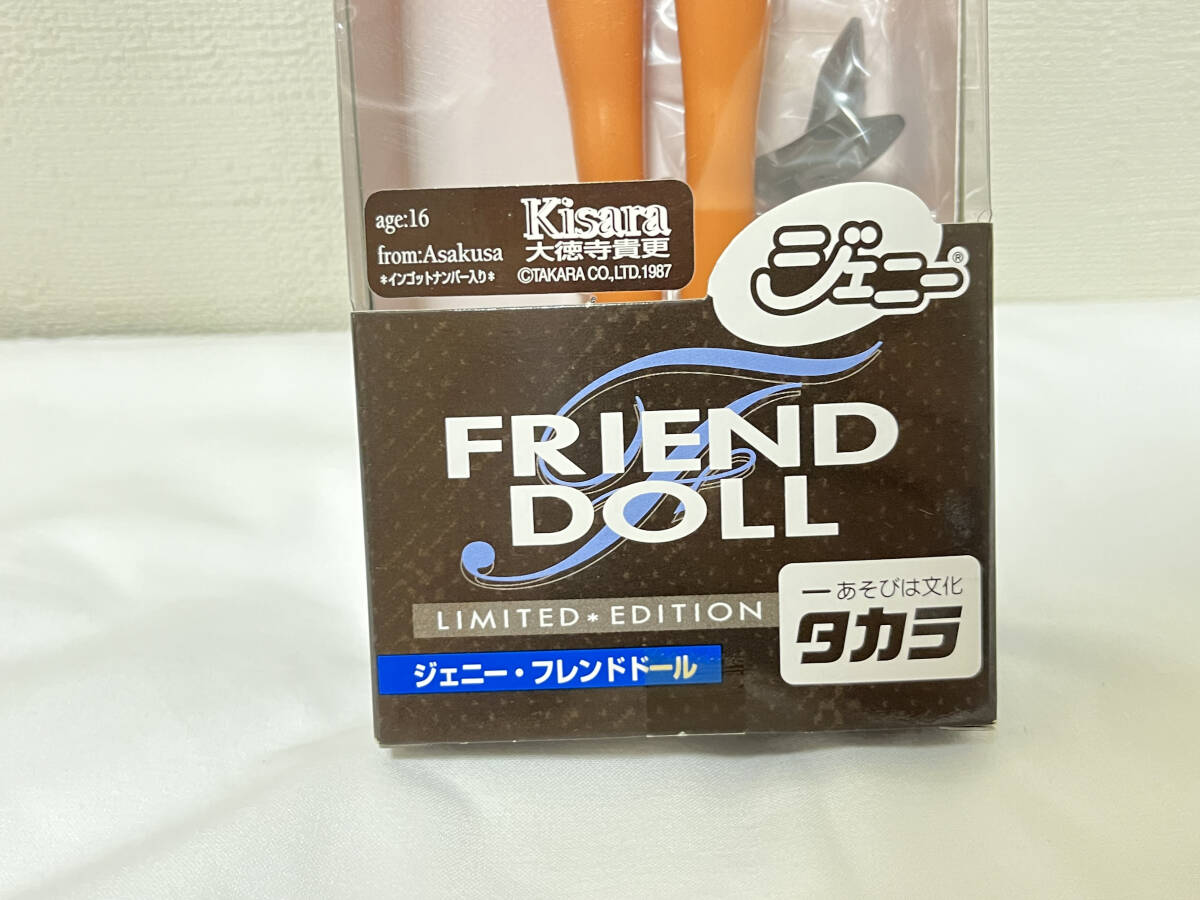 age:16
from:Asakusa
*インゴットナンバー入り*
Kisara
大徳寺貴更
©TAKARA CO.,LTD.1987
ジェニー®
FRIEND
DOLL
LIMITED * EDITION
ジェニー・フレンドドール
ーあそびは文化
タカラ